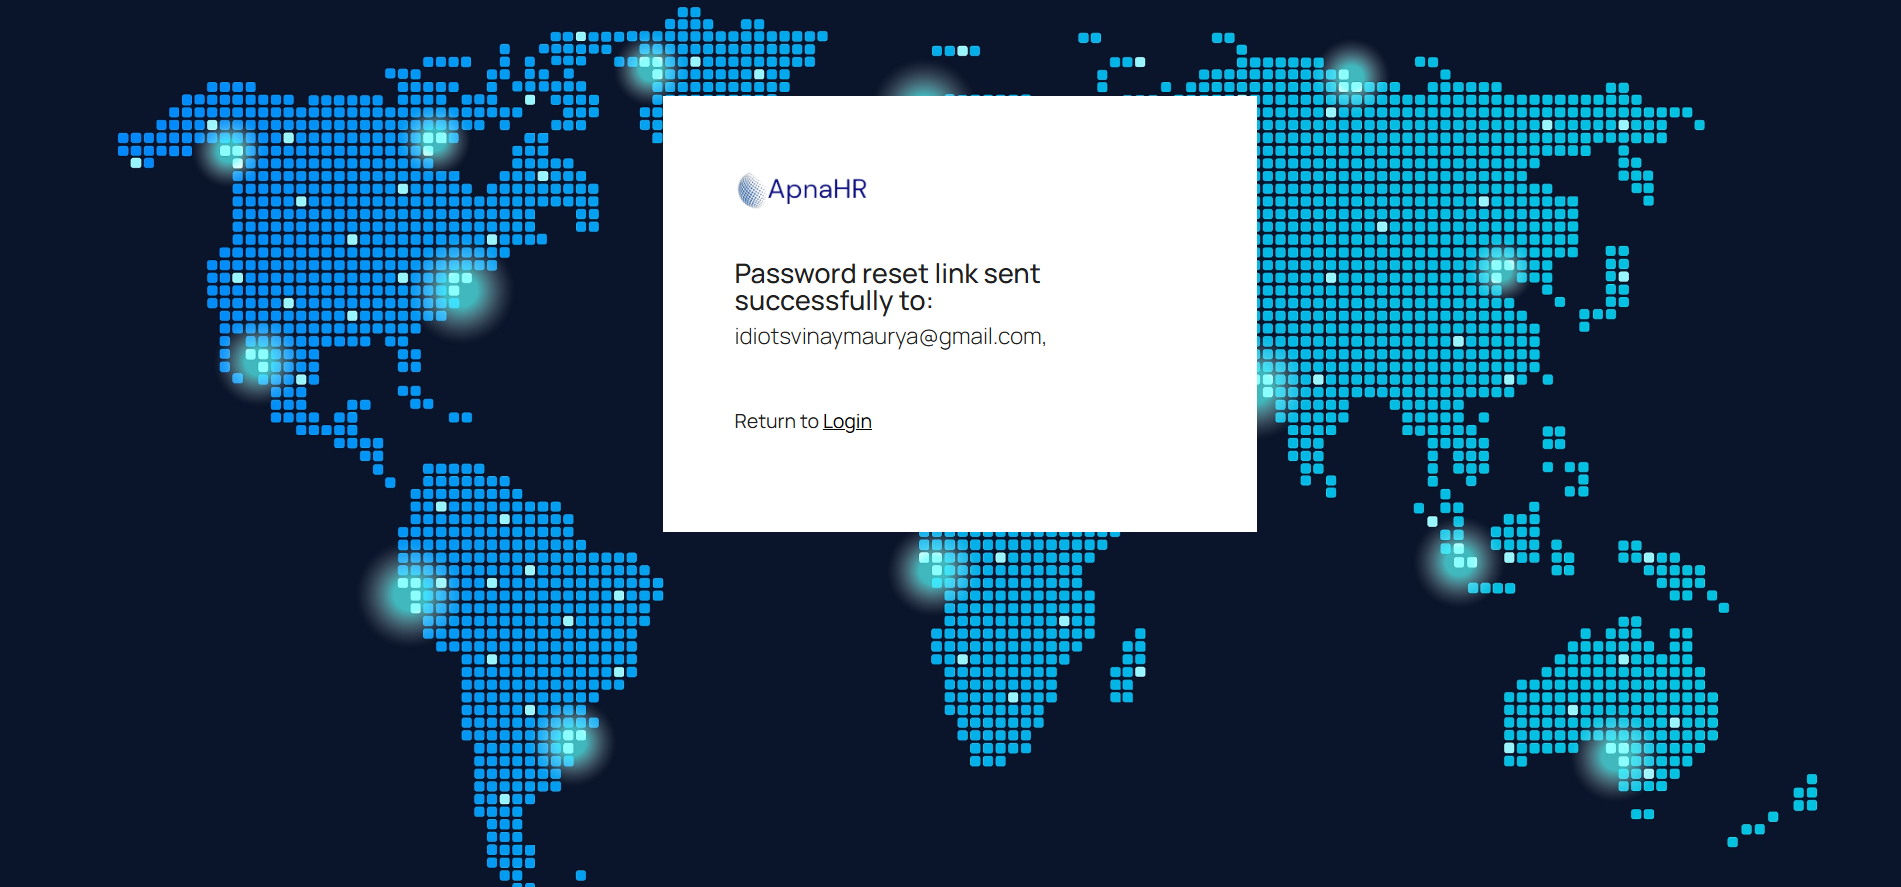 ApnaHR
Password reset link sent
successfully to:
idiotsvinaymaurya@gmail.com,
Return to Login